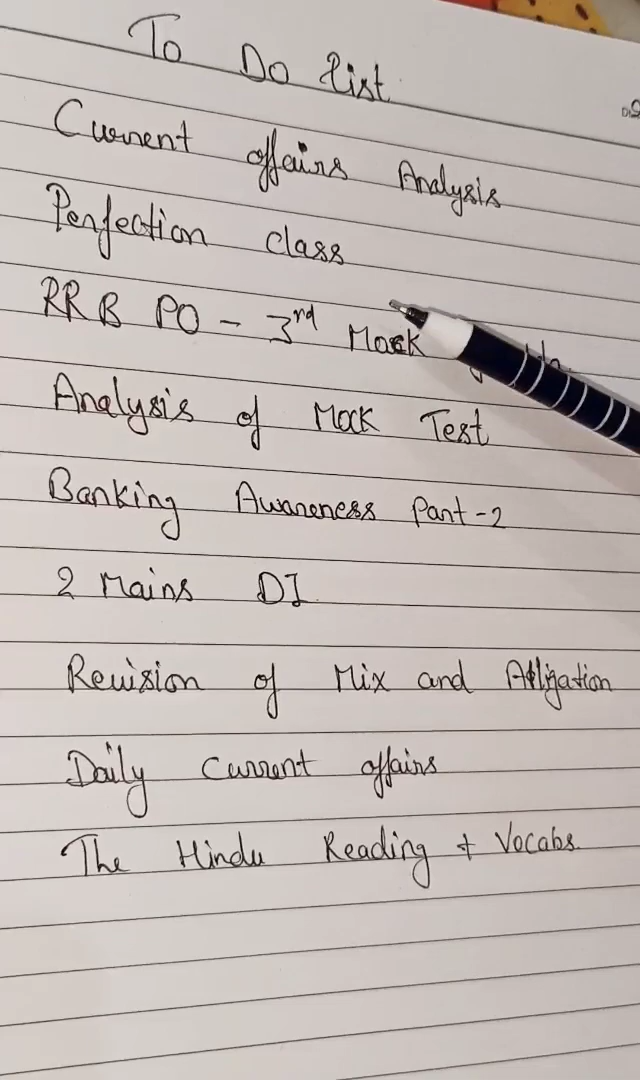 To Do list
Current affairs Analysis
Perfection class
RRB PO - 3rd Mock
Analysis of Mock Test
Banking Awareness Part-2
2 Mains DI
Revision of Mix and Alligation
Daily Current affairs
The Hindu Reading + Vocabs.